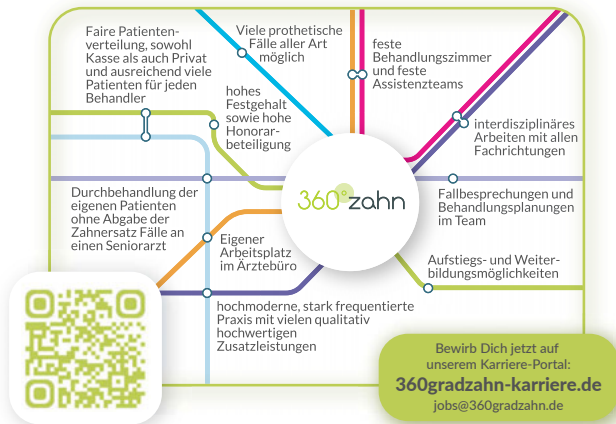 Faire Patienten-
verteilung, sowohl
Kasse als auch Privat
und ausreichend viele
Patienten für jeden
Behandler
Viele prothetische
Fälle aller Art
möglich
feste
Behandlungszimmer
und feste
Assistenzteams
hohes
Festgehalt
sowie hohe
Honorar-
beteiligung
interdisziplinäres
Arbeiten mit allen
Fachrichtungen
360°zahn
Durchbehandlung der
eigenen Patienten
ohne Abgabe der
Zahnersatz Fälle an
einen Seniorarzt
Fallbesprechungen und
Behandlungsplanungen
im Team
Eigener
Arbeitsplatz
im Ärztebüro
Aufstiegs- und Weiter-
bildungsmöglichkeiten
hochmoderne, stark frequentierte
Praxis mit vielen qualitativ
hochwertigen
Zusatzleistungen
Bewirb Dich jetzt auf
unserem Karriere-Portal:
360gradzahn-karriere.de
jobs@360gradzahn.de